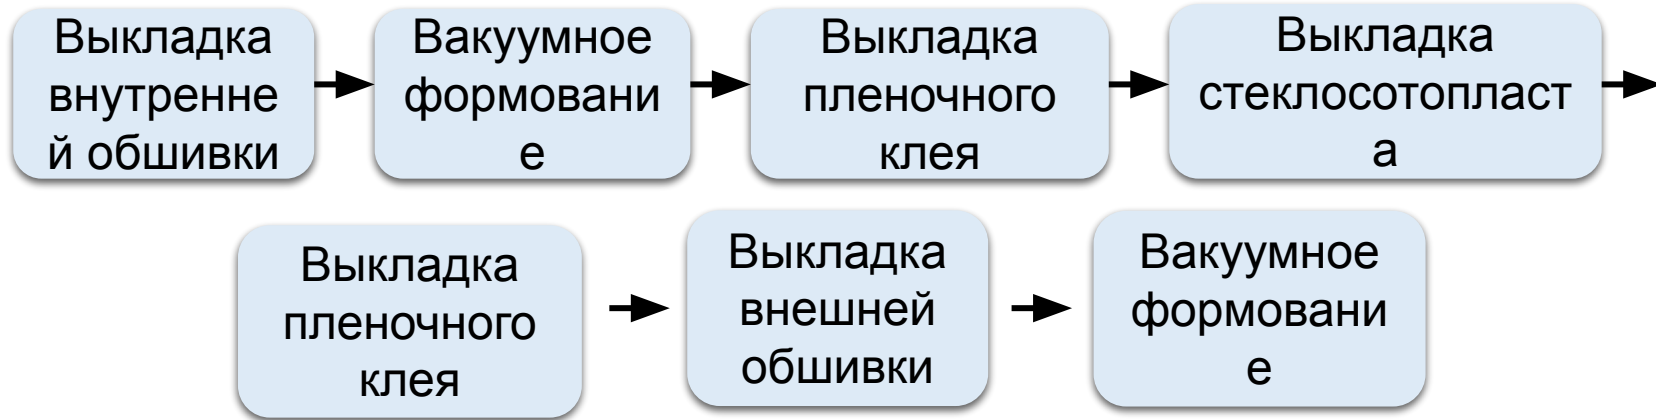 Выкладка
внутренне
й обшивки
Вакуумное
формовани
е
Выкладка
пленочного
клея
Выкладка
стеклосотопласт
а
Выкладка
пленочного
клея
Выкладка
внешней
обшивки
Вакуумное
формовани
е